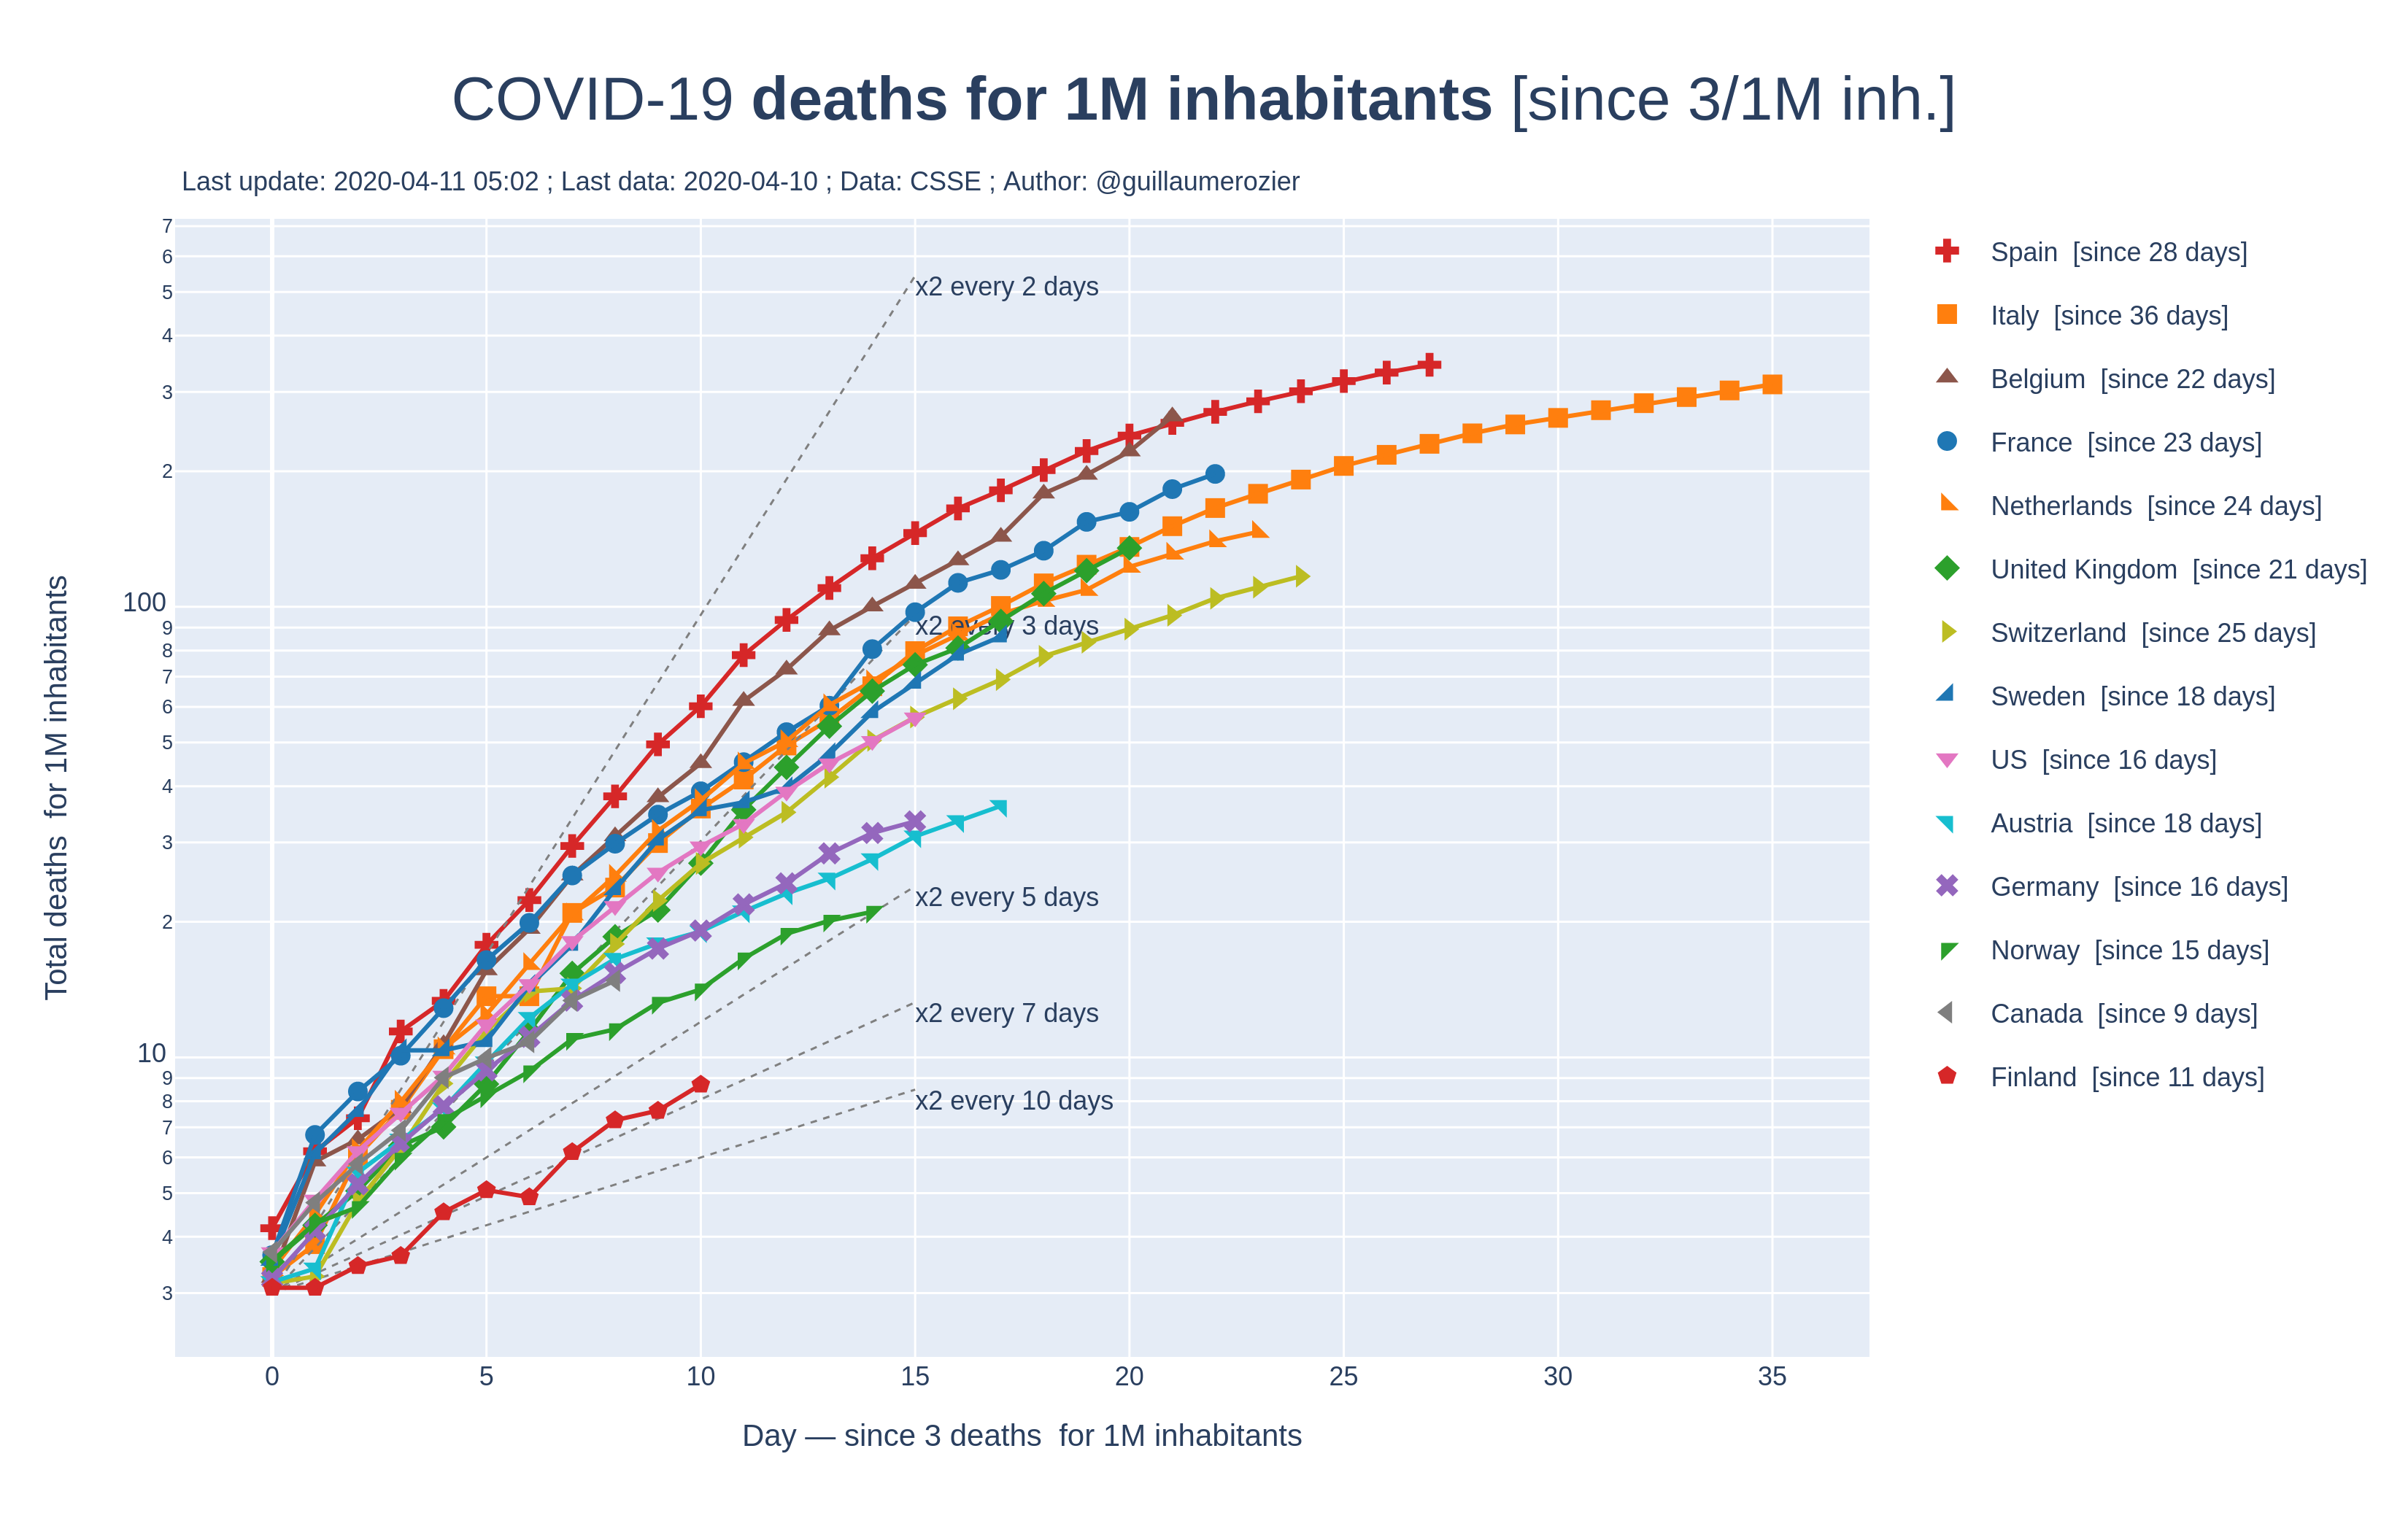 COVID-19 deaths for 1M inhabitants [since 3/1M inh.]
Last update: 2020-04-11 05:02 ; Last data: 2020-04-10 ; Data: CSSE ; Author: @guillaumerozier
Total deaths for 1M inhabitants
7
6
5
4
3
2
100
9
8
7
6
5
4
3
2
10
9
8
7
6
5
4
3
x2 every 2 days
x2 every 3 days
x2 every 5 days
x2 every 7 days
x2 every 10 days
0 5 10 15 20 25 30 35
Day — since 3 deaths for 1M inhabitants
Spain [since 28 days]
Italy [since 36 days]
Belgium [since 22 days]
France [since 23 days]
Netherlands [since 24 days]
United Kingdom [since 21 days]
Switzerland [since 25 days]
Sweden [since 18 days]
US [since 16 days]
Austria [since 18 days]
Germany [since 16 days]
Norway [since 15 days]
Canada [since 9 days]
Finland [since 11 days]